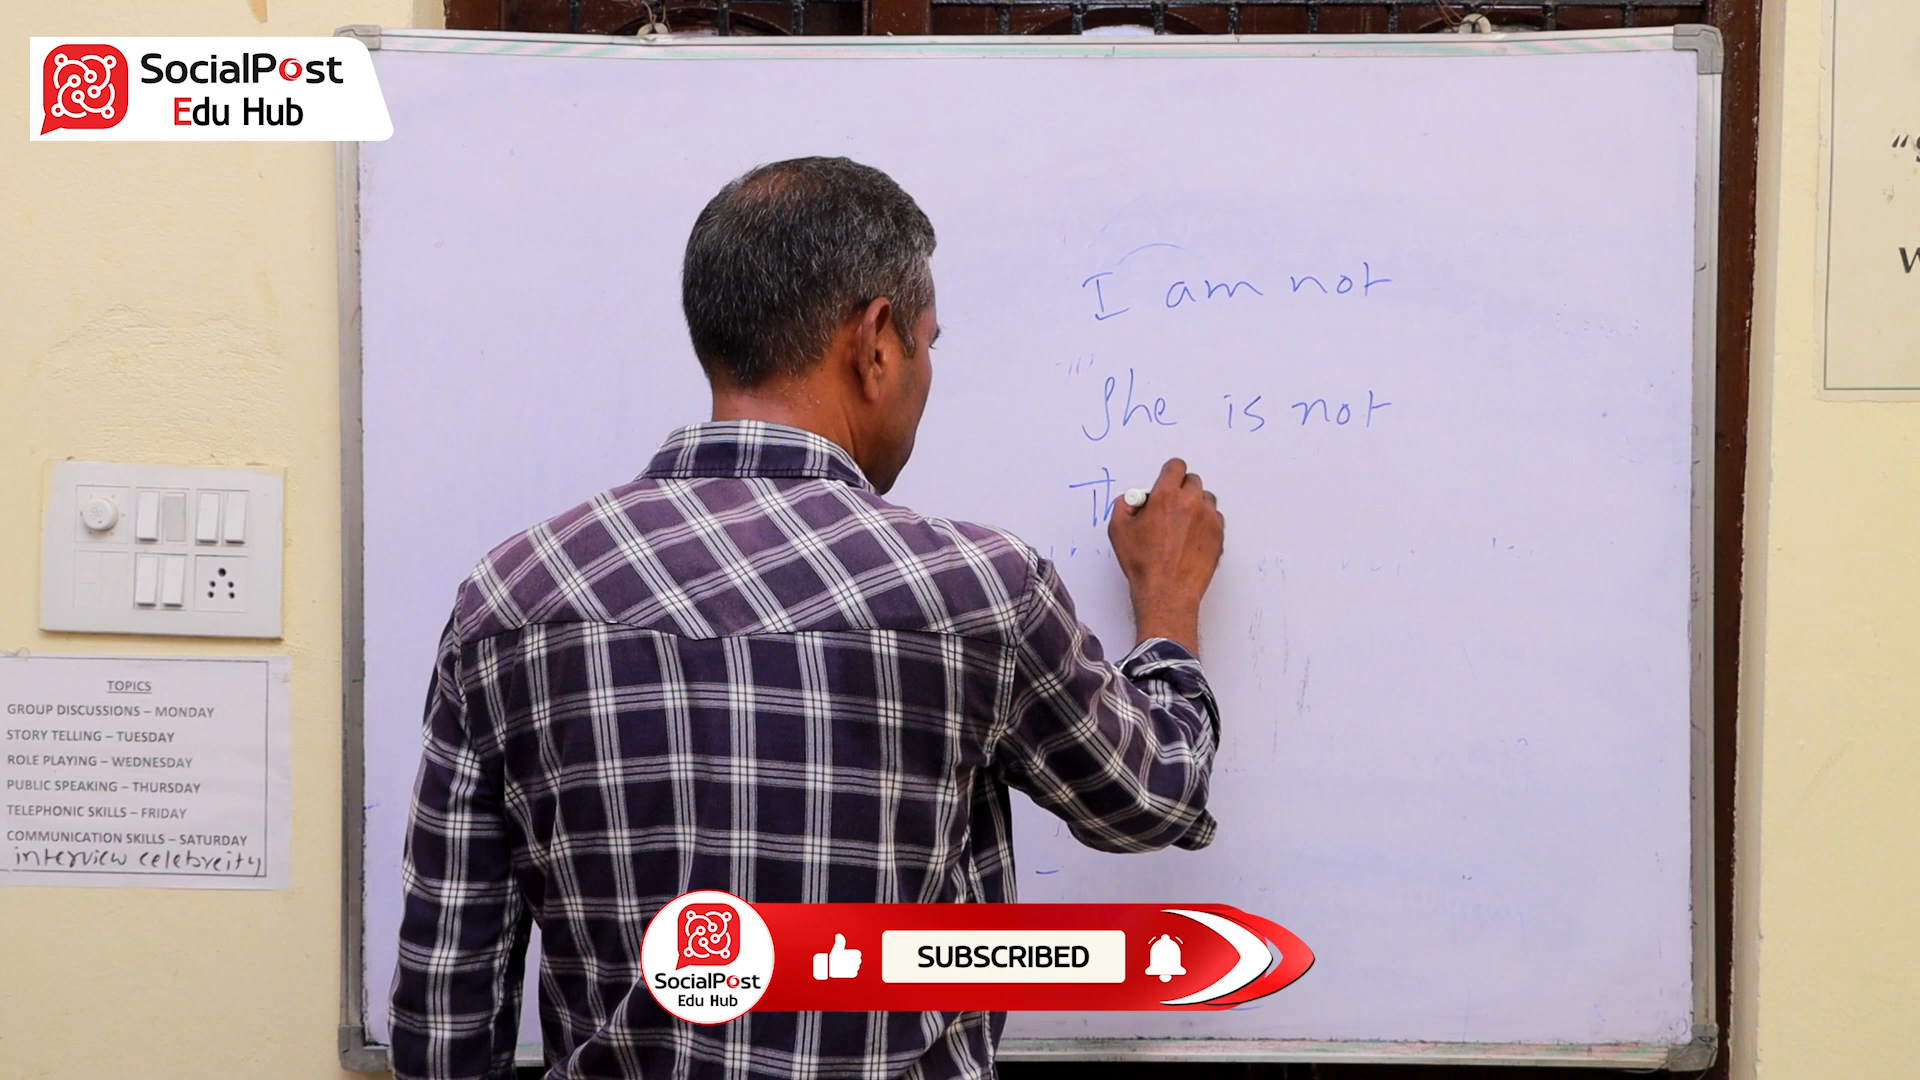 SocialPost
Edu Hub
I am not
She is not
Th
TOPICS
GROUP DISCUSSIONS – MONDAY
STORY TELLING – TUESDAY
ROLE PLAYING – WEDNESDAY
PUBLIC SPEAKING – THURSDAY
TELEPHONIC SKILLS – FRIDAY
COMMUNICATION SKILLS – SATURDAY
interview celebreity
SUBSCRIBED
SocialPost
Edu Hub